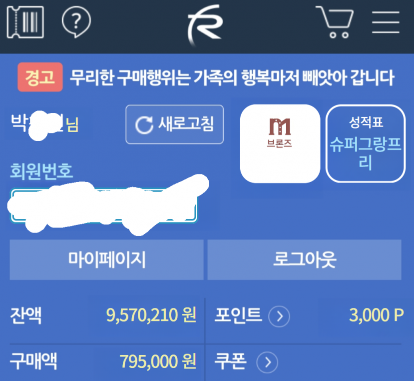 경고 무리한 구매행위는 가족의 행복마저 빼앗아 갑니다
박 님
새로고침
m
브론즈
성적표
슈퍼그랑프
리
회원번호
마이페이지
로그아웃
잔액 9,570,210 원
포인트 3,000 P
구매액 795,000 원
쿠폰